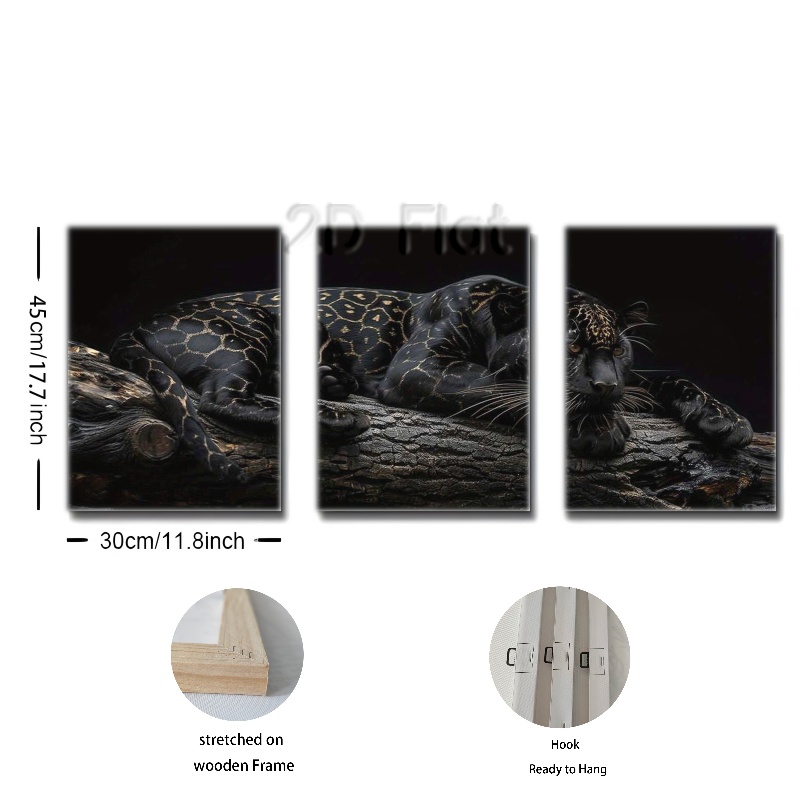 2D Flat
45cm/17.7inch
30cm/11.8inch
stretched on
wooden Frame
Hook
Ready to Hang